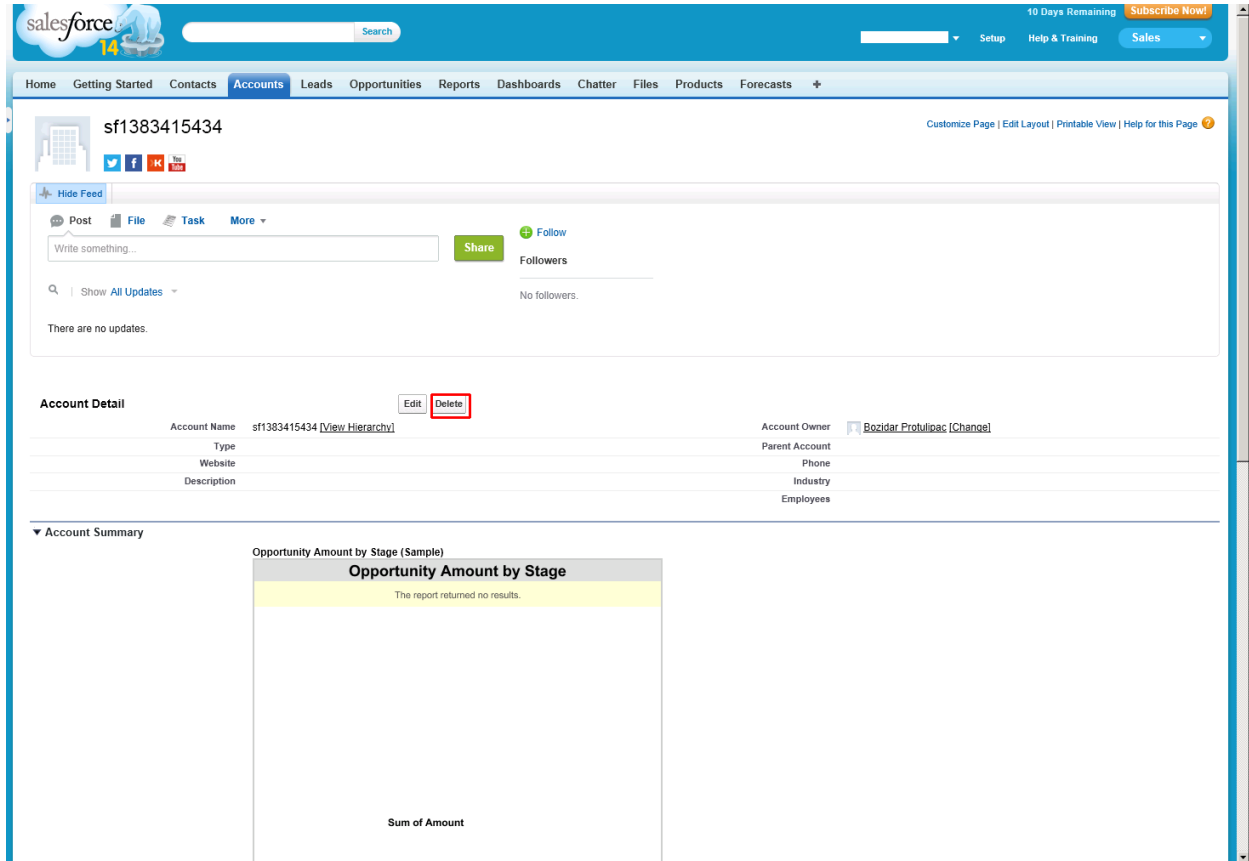 10 Days Remaining Subscribe Now!
salesforce
14
Search
Setup Help & Training Sales
Home Getting Started Contacts Accounts Leads Opportunities Reports Dashboards Chatter Files Products Forecasts +
sf1383415434
Customize Page | Edit Layout | Printable View | Help for this Page ?
You
Tube
Hide Feed
Post File Task More
Write something...
Share
Follow
Followers
Show All Updates
No followers.
There are no updates.
Account Detail Edit Delete
Account Name sf1383415434 [View Hierarchy] Account Owner Bozidar Protulipac [Change]
Type Parent Account
Website Phone
Description Industry
Employees
Account Summary
Opportunity Amount by Stage (Sample)
Opportunity Amount by Stage
The report returned no results.
Sum of Amount